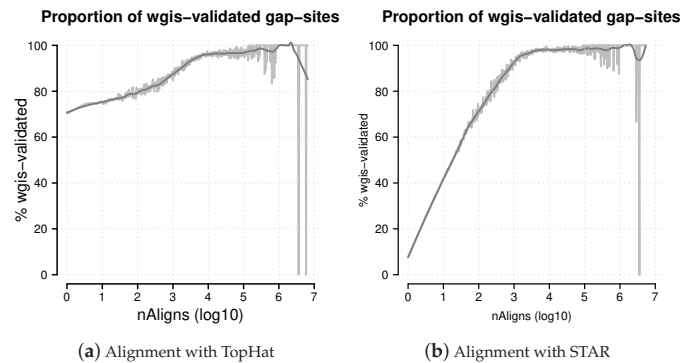 Proportion of wgis−validated gap−sites
% wgis−validated
100
80
60
40
20
0
0 1 2 3 4 5 6 7
nAligns (log10)
(a) Alignment with TopHat
Proportion of wgis−validated gap−sites
% wgis−validated
100
80
60
40
20
0
0 1 2 3 4 5 6 7
nAligns (log10)
(b) Alignment with STAR